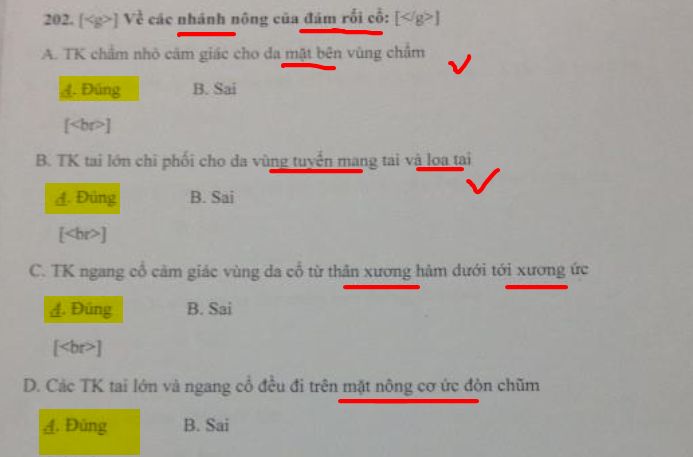 202. [<g>] Về các nhánh nông của đám rối cổ: [</g>]
A. TK chẩm nhỏ cảm giác cho da mặt bên vùng chẩm
A. Đúng B. Sai
[<br>]
B. TK tai lớn chi phối cho da vùng tuyến mang tai và loa tai
A. Đúng B. Sai
[<br>]
C. TK ngang cổ cảm giác vùng da cổ từ thân xương hàm dưới tới xương ức
A. Đúng B. Sai
[<br>]
D. Các TK tai lớn và ngang cổ đều đi trên mặt nông cơ ức đòn chũm
A. Đúng B. Sai